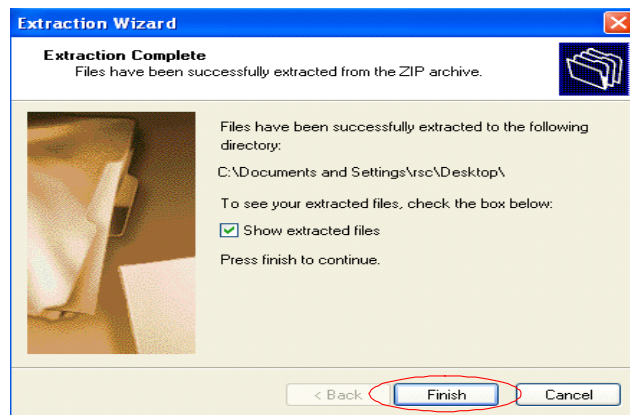 Extraction Wizard
Extraction Complete
Files have been successfully extracted from the ZIP archive.
Files have been successfully extracted to the following
directory:
C:\Documents and Settings\rsc\Desktop\
To see your extracted files, check the box below:
Show extracted files
Press finish to continue.
< Back Finish Cancel